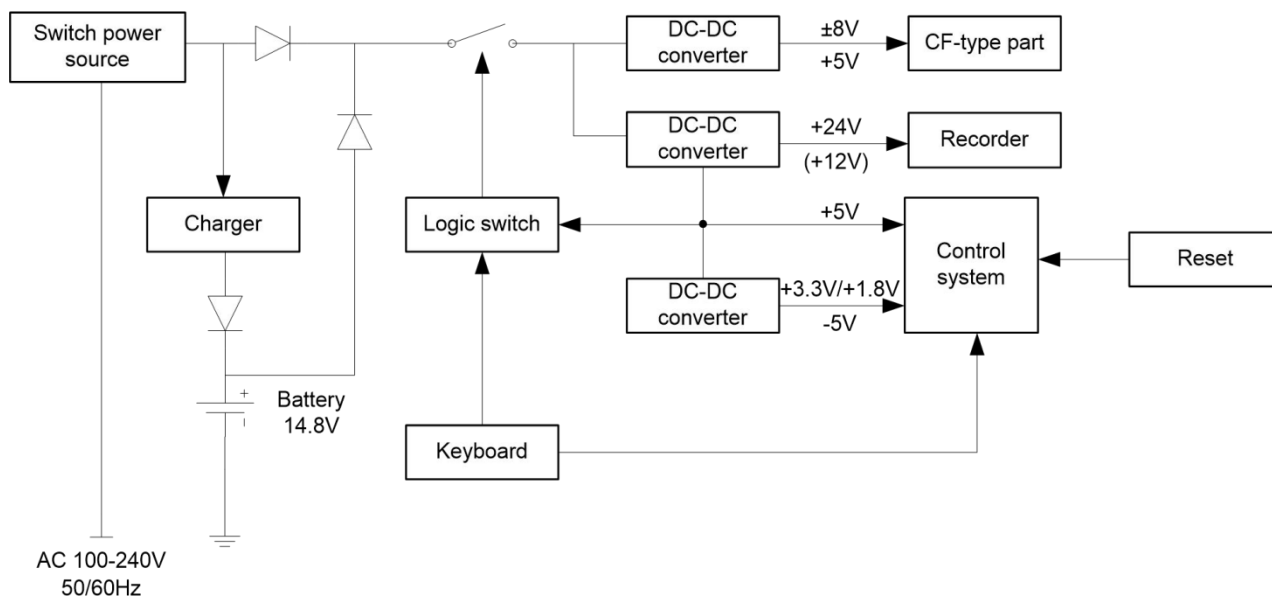 Switch power
source
DC-DC
converter
±8V
+5V
CF-type part
DC-DC
converter
+24V
(+12V)
Recorder
Charger
Logic switch
+5V
Control
system
Reset
DC-DC
converter
+3.3V/+1.8V
-5V
+
-
Battery
14.8V
Keyboard
AC 100-240V
50/60Hz